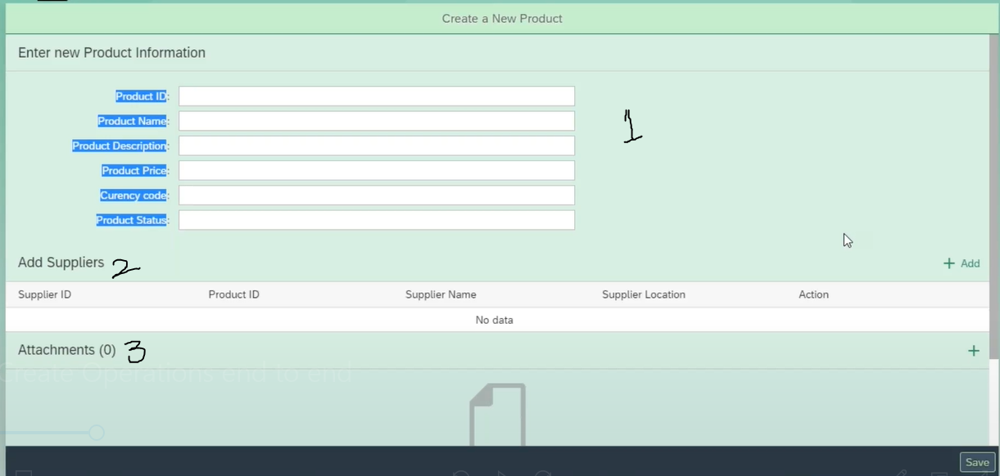 Create a New Product
Enter new Product Information
Product ID:
Product Name:
1
Product Description:
Product Price:
Curency code:
Product Status:
Add Suppliers 2
+ Add
Supplier ID Product ID Supplier Name Supplier Location Action
No data
Attachments (0) 3 +
Create Operations end to end
Save